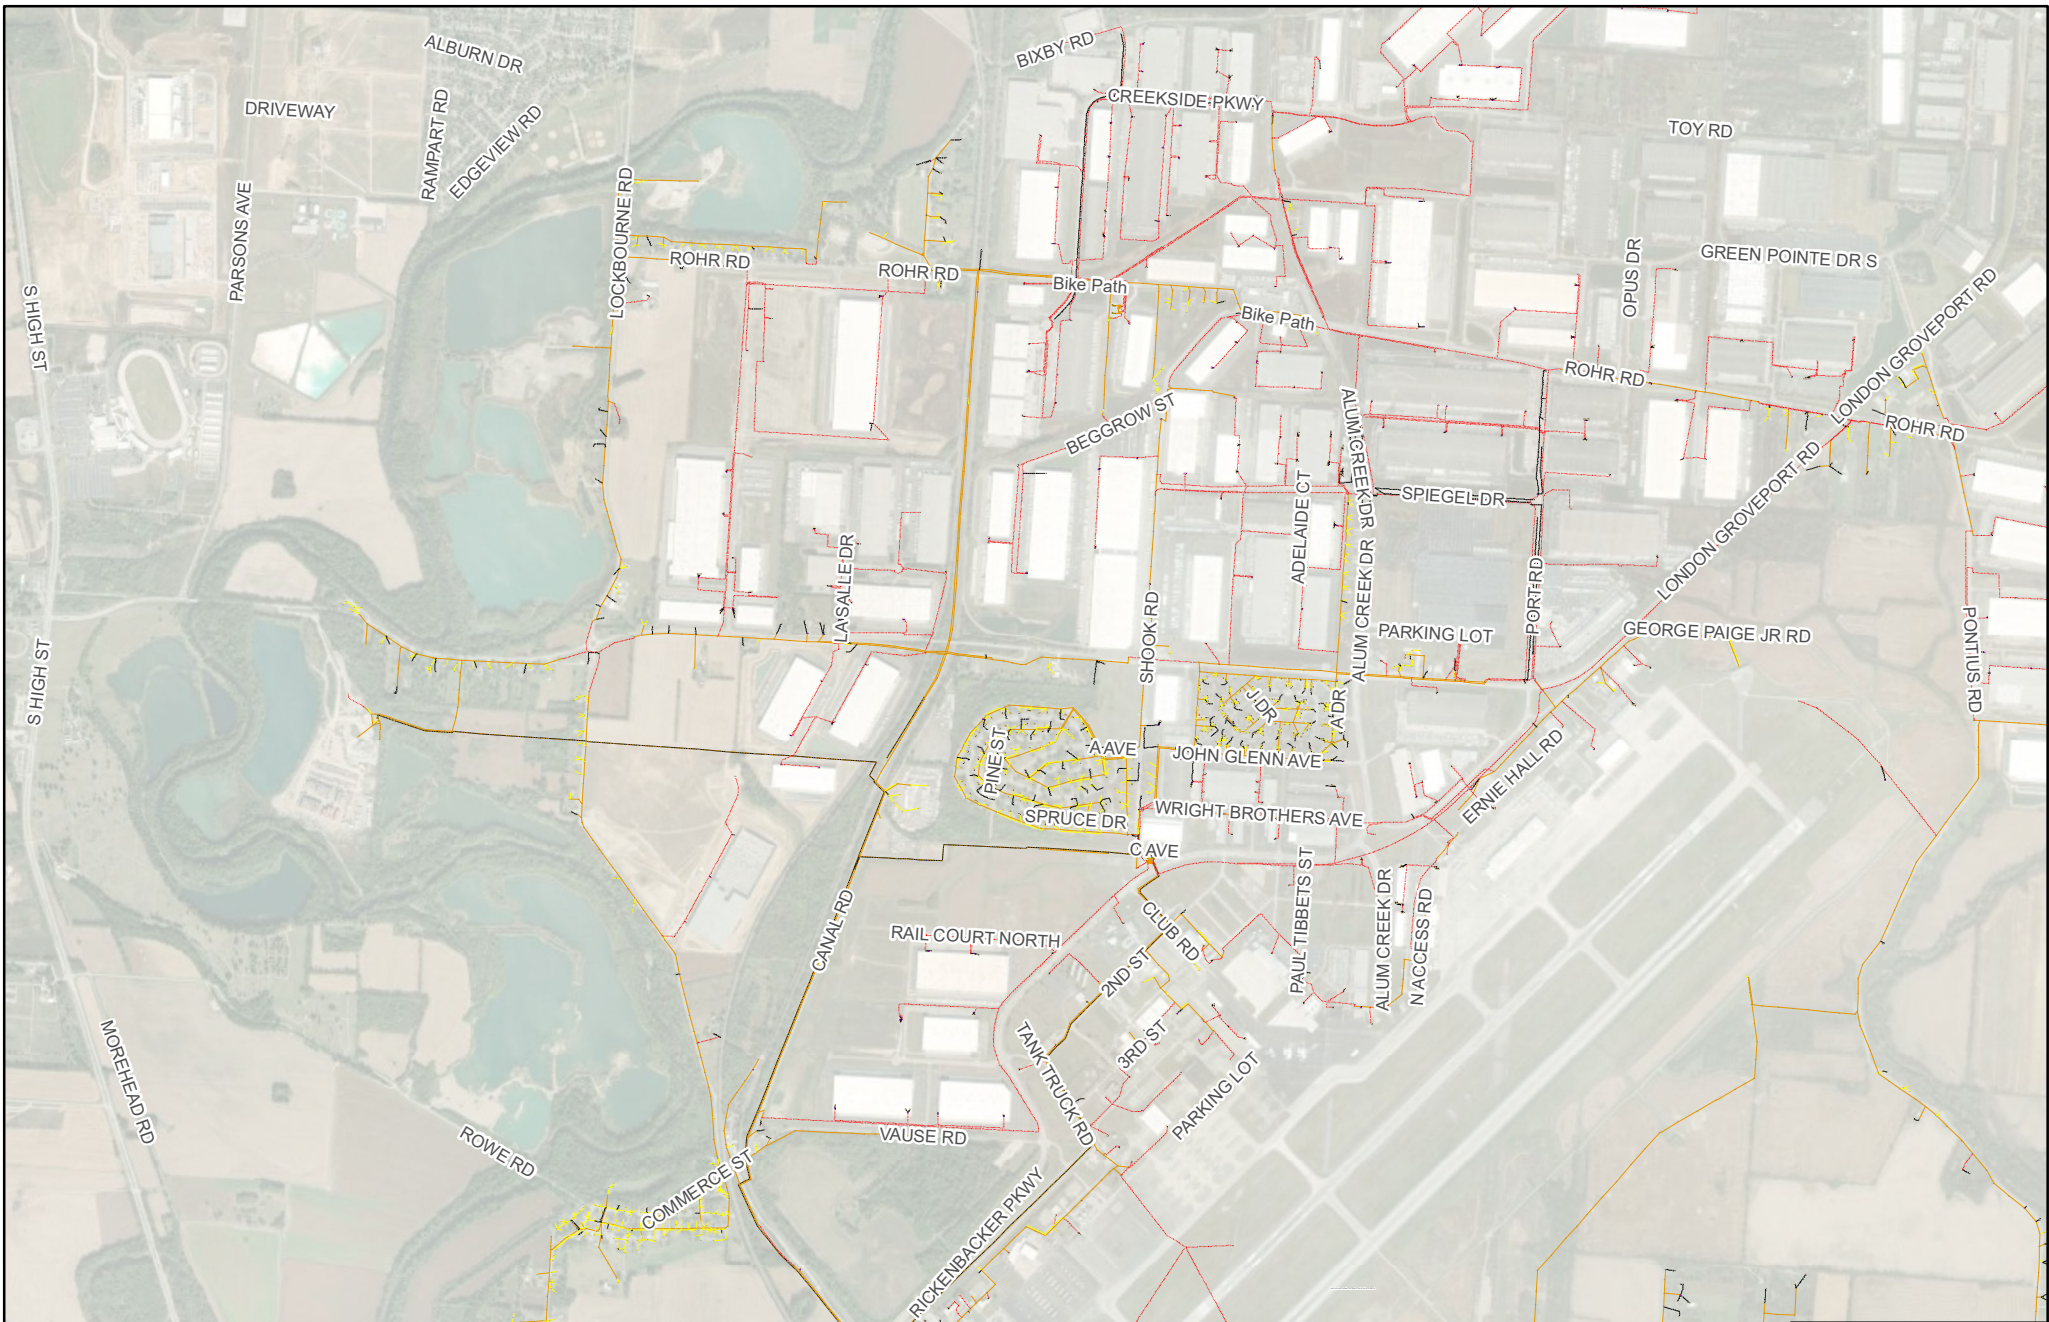 ALBURN DR
BIXBY RD
DRIVEWAY
RAMPART RD
EDGEVIEW RD
CREEKSIDE PKWY
TOY RD
PARSONS AVE
LOCKBOURNE RD
ROHR RD
ROHR RD
Bike Path
Bike Path
OPUS DR
GREEN POINTE DR S
S HIGH ST
LONDON GROVEPORT RD
ROHR RD
ROHR RD
BEGGROW ST
ALUM CREEK DR
ADELAIDE CT
SPIEGEL DR
LONDON GROVEPORT RD
LASALLE DR
SHOOK RD
ALUM CREEK DR
PORT RD
PARKING LOT
GEORGE PAIGE JR RD
PONTIUS RD
S HIGH ST
J DR
A DR
PINE ST
A AVE
JOHN GLENN AVE
ERNIE HALL RD
SPRUCE DR
WRIGHT BROTHERS AVE
C AVE
CANAL RD
CLUB RD
PAUL TIBBETS ST
ALUM CREEK DR
N ACCESS RD
RAIL COURT NORTH
2ND ST
3RD ST
TANK TRUCK RD
PARKING LOT
MOREHEAD RD
ROWE RD
VAUSE RD
COMMERCE ST
RICKENBACKER PKWY